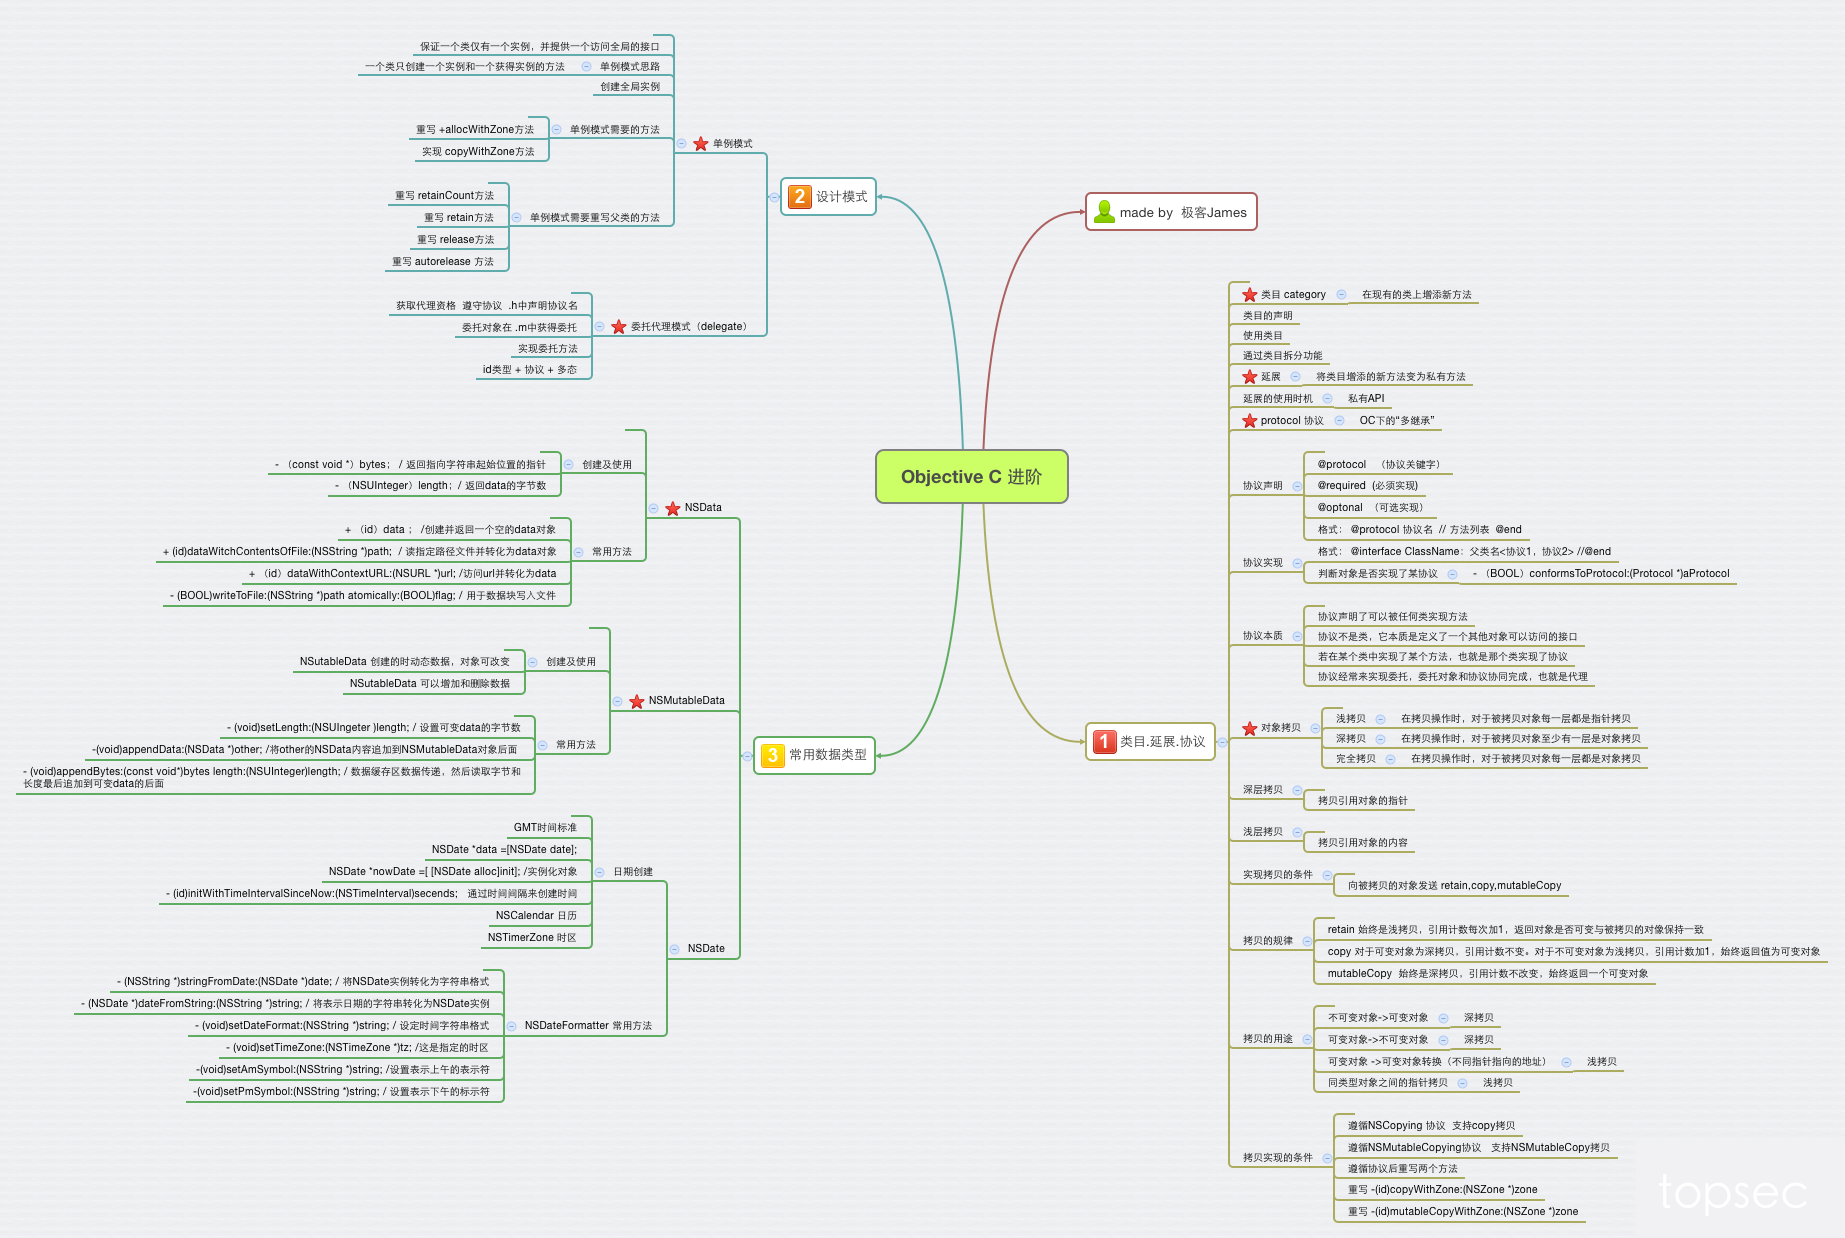 Objective C 进阶
made by 极客James
1 类目.延展.协议
类目 category
在现有的类上增添新方法
类目的声明
使用类目
通过类目拆分功能
延展
将类目增添的新方法变为私有方法
延展的使用时机
私有API
protocol 协议
OC下的“多继承”
协议声明
@protocol （协议关键字）
@required (必须实现)
@optonal （可选实现）
格式： @protocol 协议名 // 方法列表 @end
协议实现
格式： @interface ClassName：父类名<协议1，协议2> //@end
判断对象是否实现了某协议
- （BOOL）conformsToProtocol:(Protocol *)aProtocol
协议本质
协议声明了可以被任何类实现方法
协议不是类，它本质是定义了一个其他对象可以访问的接口
若在某个类中实现了某个方法，也就是那个类实现了协议
协议经常来实现委托，委托对象和协议协同完成，也就是代理
对象拷贝
浅拷贝
在拷贝操作时，对于被拷贝对象每一层都是指针拷贝
深拷贝
在拷贝操作时，对于被拷贝对象至少有一层是对象拷贝
完全拷贝
在拷贝操作时，对于被拷贝对象每一层都是对象拷贝
深层拷贝
拷贝引用对象的指针
浅层拷贝
拷贝引用对象的内容
实现拷贝的条件
向被拷贝的对象发送 retain,copy,mutableCopy
拷贝的规律
retain 始终是浅拷贝，引用计数每次加1，返回对象是否可变与被拷贝的对像保持一致
copy 对于可变对象为深拷贝，引用计数不变。对于不可变对象为浅拷贝，引用计数加1，始终返回值为可变对象
mutableCopy 始终是深拷贝，引用计数不改变，始终返回一个可变对象
拷贝的用途
不可变对象->可变对象
深拷贝
可变对象->不可变对象
深拷贝
可变对象 ->可变对象转换（不同指针指向的地址）
浅拷贝
同类型对象之间的指针拷贝
浅拷贝
拷贝实现的条件
遵循NSCopying 协议 支持copy拷贝
遵循NSMutableCopying协议 支持NSMutableCopy拷贝
遵循协议后重写两个方法
重写 -(id)copyWithZone:(NSZone *)zone
重写 -(id)mutableCopyWithZone:(NSZone *)zone
2 设计模式
单例模式
保证一个类仅有一个实例，并提供一个访问全局的接口
单例模式思路
一个类只创建一个实例和一个获得实例的方法
创建全局实例
单例模式需要的方法
重写 +allocWithZone方法
实现 copyWithZone方法
单例模式需要重写父类的方法
重写 retainCount方法
重写 retain方法
重写 release方法
重写 autorelease 方法
委托代理模式（delegate）
获取代理资格 遵守协议 .h中声明协议名
委托对象在 .m中获得委托
实现委托方法
id类型 + 协议 + 多态
3 常用数据类型
NSData
创建及使用
- （const void *）bytes； / 返回指向字符串起始位置的指针
- （NSUInteger）length；/ 返回data的字节数
常用方法
+ （id）data ； /创建并返回一个空的data对象
+ (id)dataWitchContentsOfFile:(NSString *)path; / 读指定路径文件并转化为data对象
+ （id）dataWithContextURL:(NSURL *)url; /访问url并转化为data
- (BOOL)writeToFile:(NSString *)path atomically:(BOOL)flag; / 用于数据块写入文件
NSMutableData
创建及使用
NSutableData 创建的时动态数据，对象可改变
NSutableData 可以增加和删除数据
常用方法
- (void)setLength:(NSUIngeter )length; / 设置可变data的字节数
-(void)appendData:(NSData *)other; /将other的NSData内容追加到NSMutableData对象后面
- (void)appendBytes:(const void*)bytes length:(NSUInteger)length; / 数据缓存区数据传递，然后读取字节和
长度最后追加到可变data的后面
NSDate
日期创建
GMT时间标准
NSDate *data =[NSDate date];
NSDate *nowDate =[ [NSDate alloc]init]; /实例化对象
- (id)initWithTimeIntervalSinceNow:(NSTimeInterval)secends; 通过时间间隔来创建时间
NSCalendar 日历
NSTimerZone 时区
NSDateFormatter 常用方法
- (NSString *)stringFromDate:(NSDate *)date; / 将NSDate实例转化为字符串格式
- (NSDate *)dateFromString:(NSString *)string; / 将表示日期的字符串转化为NSDate实例
- (void)setDateFormat:(NSString *)string; / 设定时间字符串格式
- (void)setTimeZone:(NSTimeZone *)tz; /这是指定的时区
-(void)setAmSymbol:(NSString *)string; /设置表示上午的表示符
-(void)setPmSymbol:(NSString *)string; / 设置表示下午的标示符
topsec